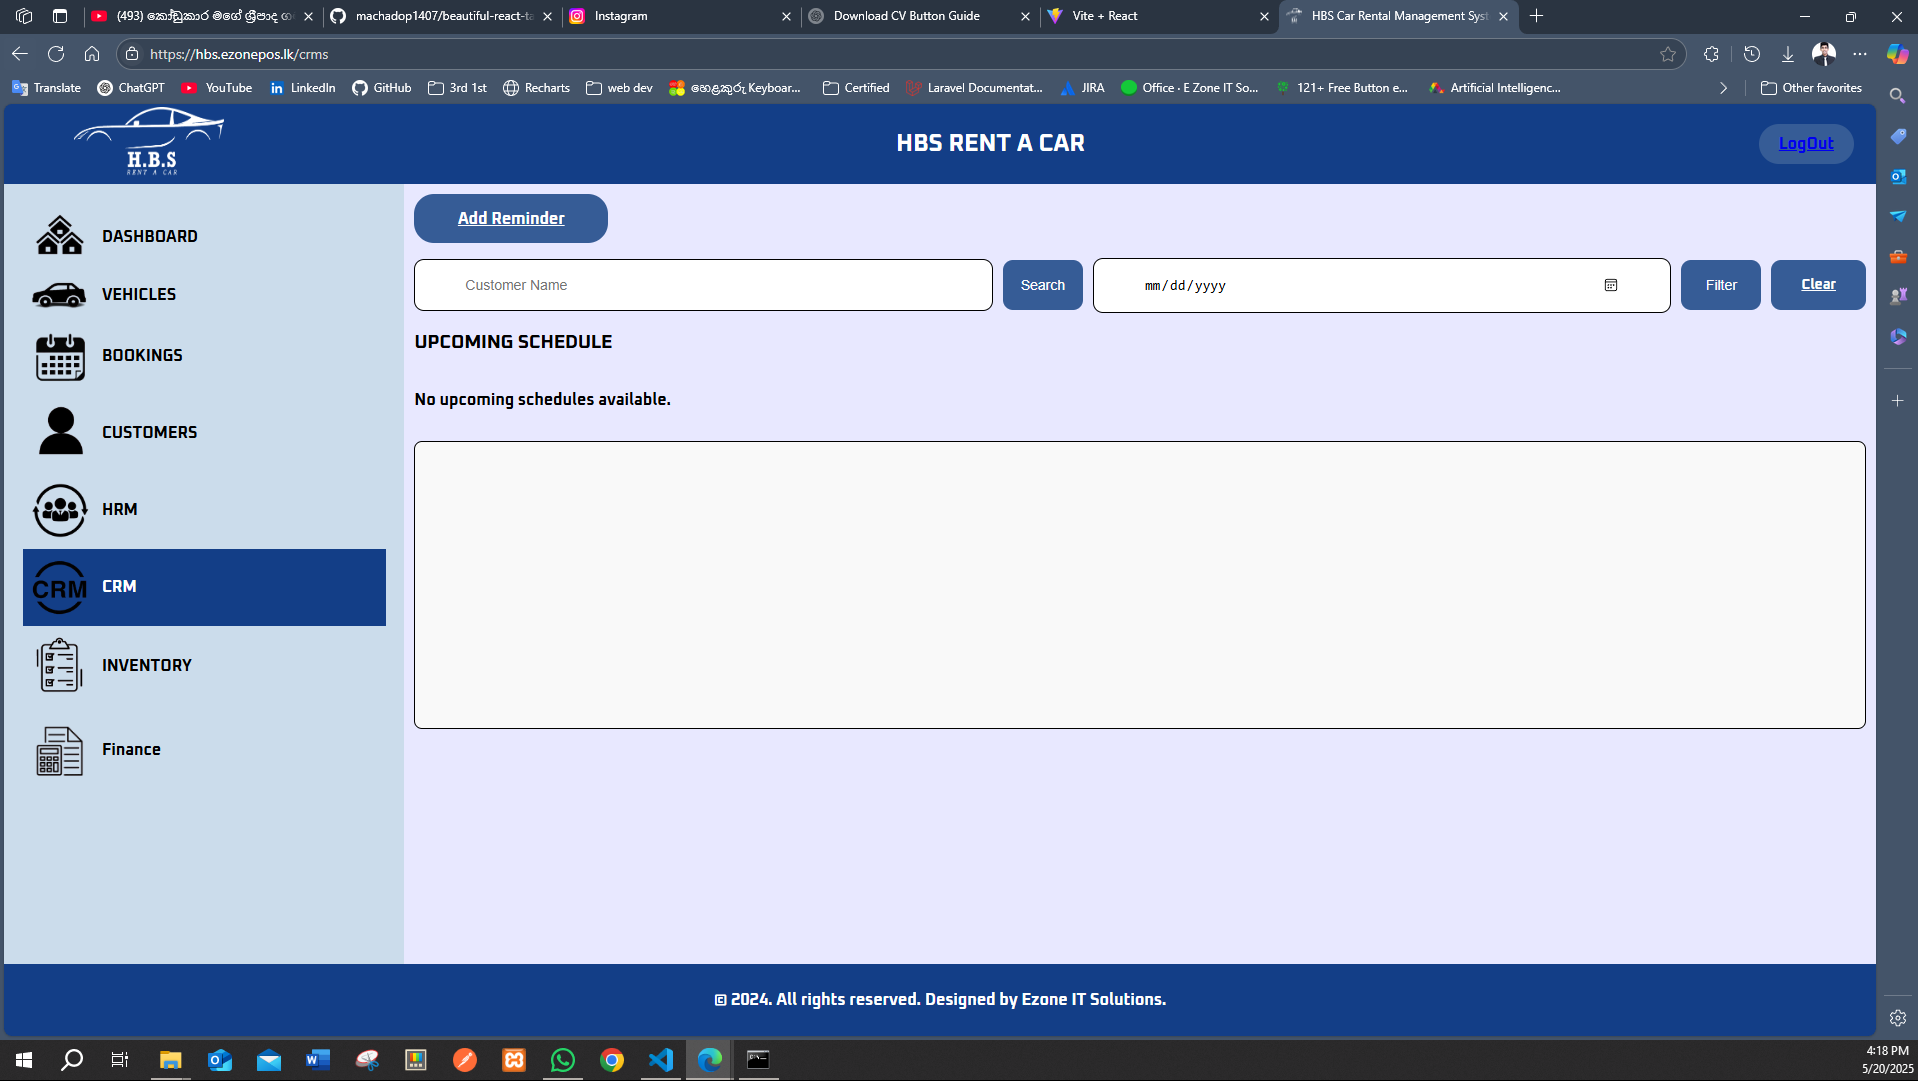 (493) කෝඩුකාර මගේ ශ්‍රීපාද ග
machadop1407/beautiful-react-ta
Instagram
Download CV Button Guide
Vite + React
HBS Car Rental Management Syst
https://hbs.ezonepos.lk/crms
Translate
ChatGPT
YouTube
LinkedIn
GitHub
3rd 1st
Recharts
web dev
හෙළකුරු Keyboar...
Certified
Laravel Documentat...
JIRA
Office - E Zone IT So...
121+ Free Button e...
Artificial Intelligenc...
Other favorites
H.B.S
RENT A CAR
HBS RENT A CAR
LogOut
DASHBOARD
VEHICLES
BOOKINGS
CUSTOMERS
HRM
CRM
CRM
INVENTORY
Finance
Add Reminder
Customer Name
Search
mm/dd/yyyy
Filter
Clear
UPCOMING SCHEDULE
No upcoming schedules available.
© 2024. All rights reserved. Designed by Ezone IT Solutions.
4:18 PM
5/20/2025